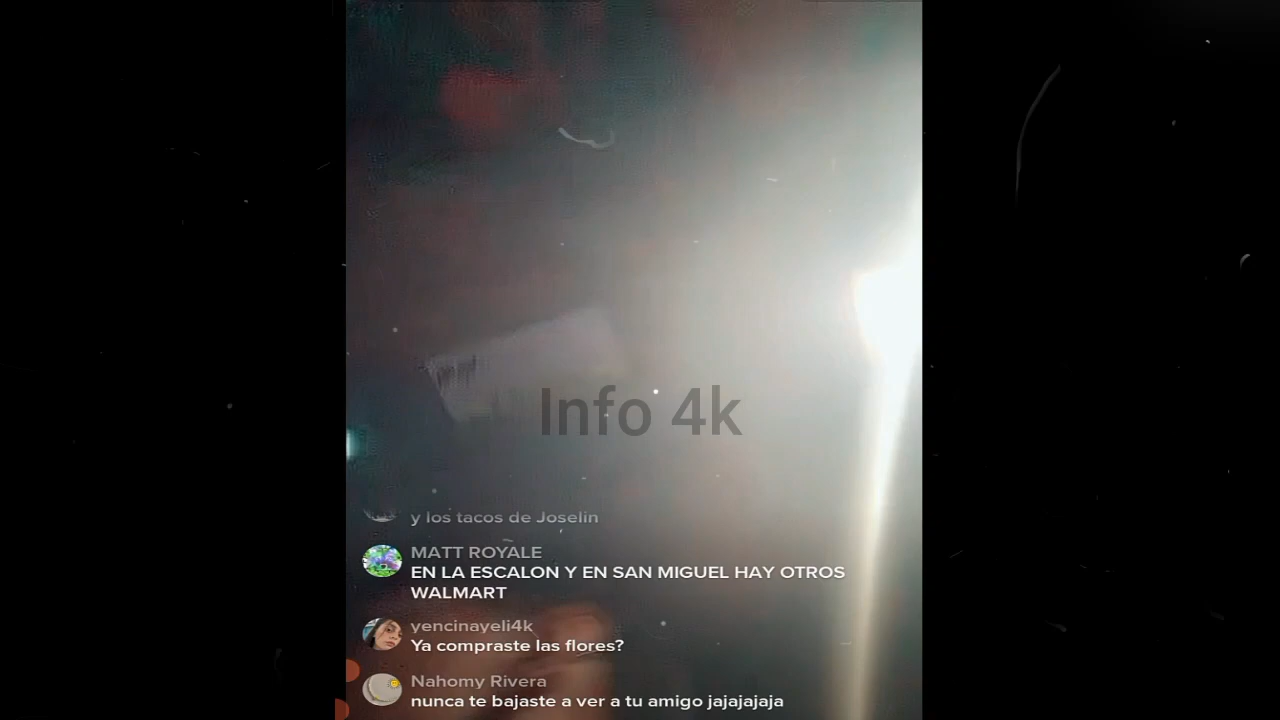 Info 4k
y los tacos de Joselin
MATT ROYALE
EN LA ESCALON Y EN SAN MIGUEL HAY OTROS
WALMART
yencinayeli4k
Ya compraste las flores?
Nahomy Rivera
nunca te bajaste a ver a tu amigo jajajajaja